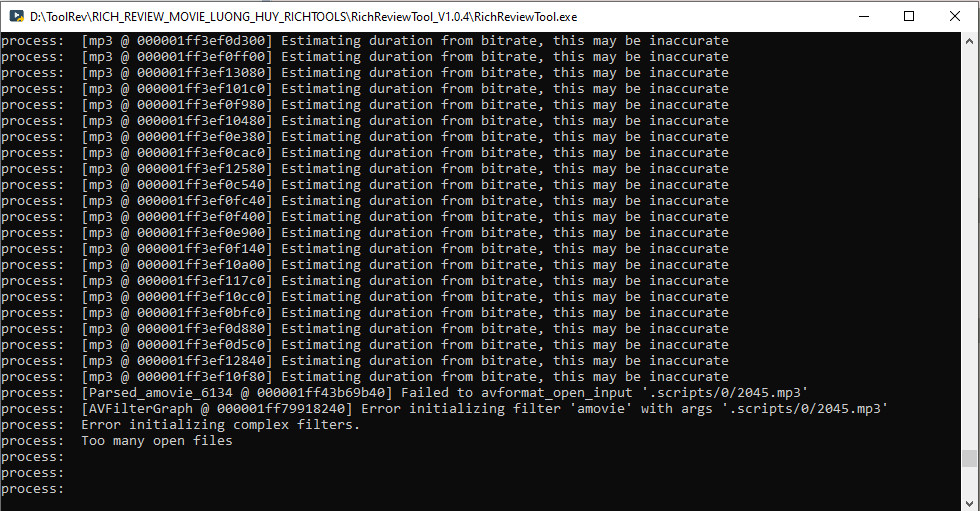 D:\ToolRev\RICH_REVIEW_MOVIE_LUONG_HUY_RICHTOOLS\RichReviewTool_V1.0.4\RichReviewTool.exe
process:  [mp3 @ 000001ff3ef0d300] Estimating duration from bitrate, this may be inaccurate
process:  [mp3 @ 000001ff3ef0ff00] Estimating duration from bitrate, this may be inaccurate
process:  [mp3 @ 000001ff3ef13080] Estimating duration from bitrate, this may be inaccurate
process:  [mp3 @ 000001ff3ef101c0] Estimating duration from bitrate, this may be inaccurate
process:  [mp3 @ 000001ff3ef0f980] Estimating duration from bitrate, this may be inaccurate
process:  [mp3 @ 000001ff3ef10480] Estimating duration from bitrate, this may be inaccurate
process:  [mp3 @ 000001ff3ef0e380] Estimating duration from bitrate, this may be inaccurate
process:  [mp3 @ 000001ff3ef0cac0] Estimating duration from bitrate, this may be inaccurate
process:  [mp3 @ 000001ff3ef12580] Estimating duration from bitrate, this may be inaccurate
process:  [mp3 @ 000001ff3ef0c540] Estimating duration from bitrate, this may be inaccurate
process:  [mp3 @ 000001ff3ef0fc40] Estimating duration from bitrate, this may be inaccurate
process:  [mp3 @ 000001ff3ef0f400] Estimating duration from bitrate, this may be inaccurate
process:  [mp3 @ 000001ff3ef0e900] Estimating duration from bitrate, this may be inaccurate
process:  [mp3 @ 000001ff3ef0f140] Estimating duration from bitrate, this may be inaccurate
process:  [mp3 @ 000001ff3ef10a00] Estimating duration from bitrate, this may be inaccurate
process:  [mp3 @ 000001ff3ef117c0] Estimating duration from bitrate, this may be inaccurate
process:  [mp3 @ 000001ff3ef10cc0] Estimating duration from bitrate, this may be inaccurate
process:  [mp3 @ 000001ff3ef0bfc0] Estimating duration from bitrate, this may be inaccurate
process:  [mp3 @ 000001ff3ef0d880] Estimating duration from bitrate, this may be inaccurate
process:  [mp3 @ 000001ff3ef0d5c0] Estimating duration from bitrate, this may be inaccurate
process:  [mp3 @ 000001ff3ef12840] Estimating duration from bitrate, this may be inaccurate
process:  [mp3 @ 000001ff3ef10f80] Estimating duration from bitrate, this may be inaccurate
process:  [Parsed_amovie_6134 @ 000001ff43b69b40] Failed to avformat_open_input '.scripts/0/2045.mp3'
process:  [AVFilterGraph @ 000001ff79918240] Error initializing filter 'amovie' with args '.scripts/0/2045.mp3'
process:  Error initializing complex filters.
process:  Too many open files
process:
process:
process: